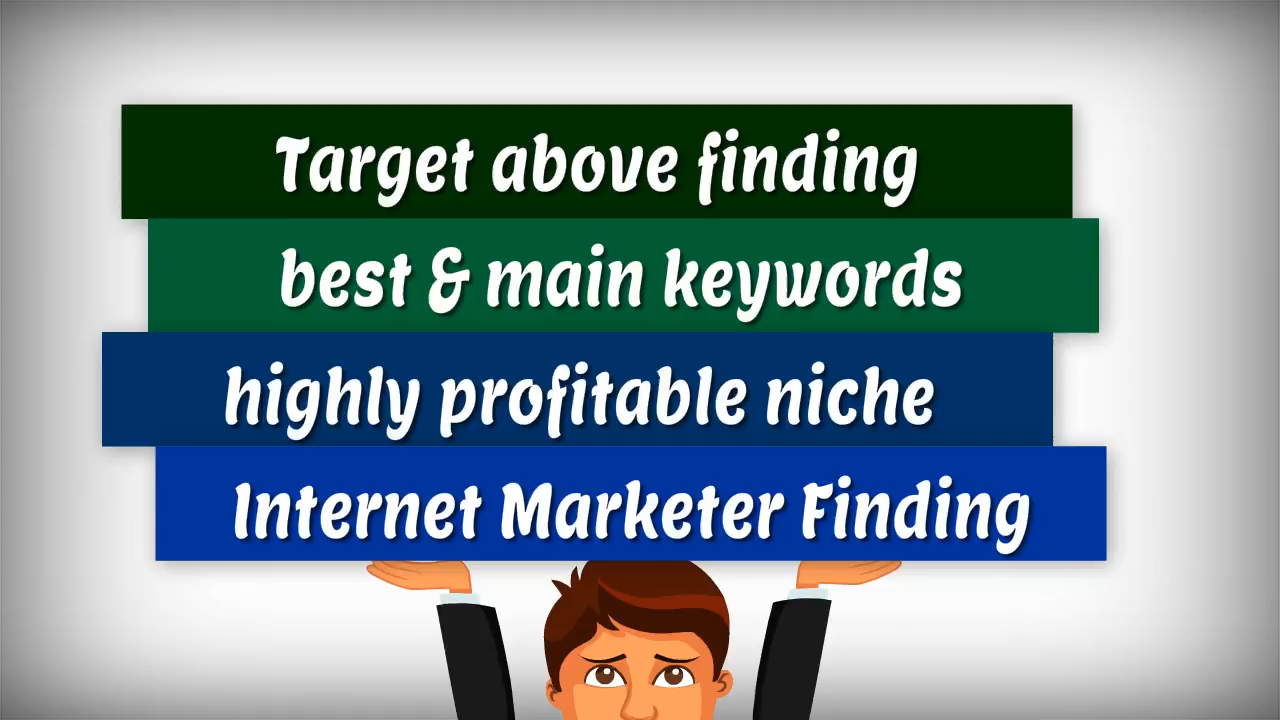 Target above finding
best & main keywords
highly profitable niche
Internet Marketer Finding